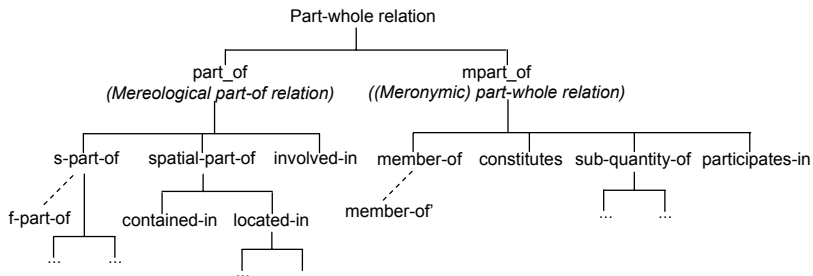 Part-whole relation
part_of mpart_of
(Mereological part-of relation) ((Meronymic) part-whole relation)
s-part-of spatial-part-of involved-in member-of constitutes sub-quantity-of participates-in
f-part-of contained-in located-in member-of’ ... ...
... ...
...